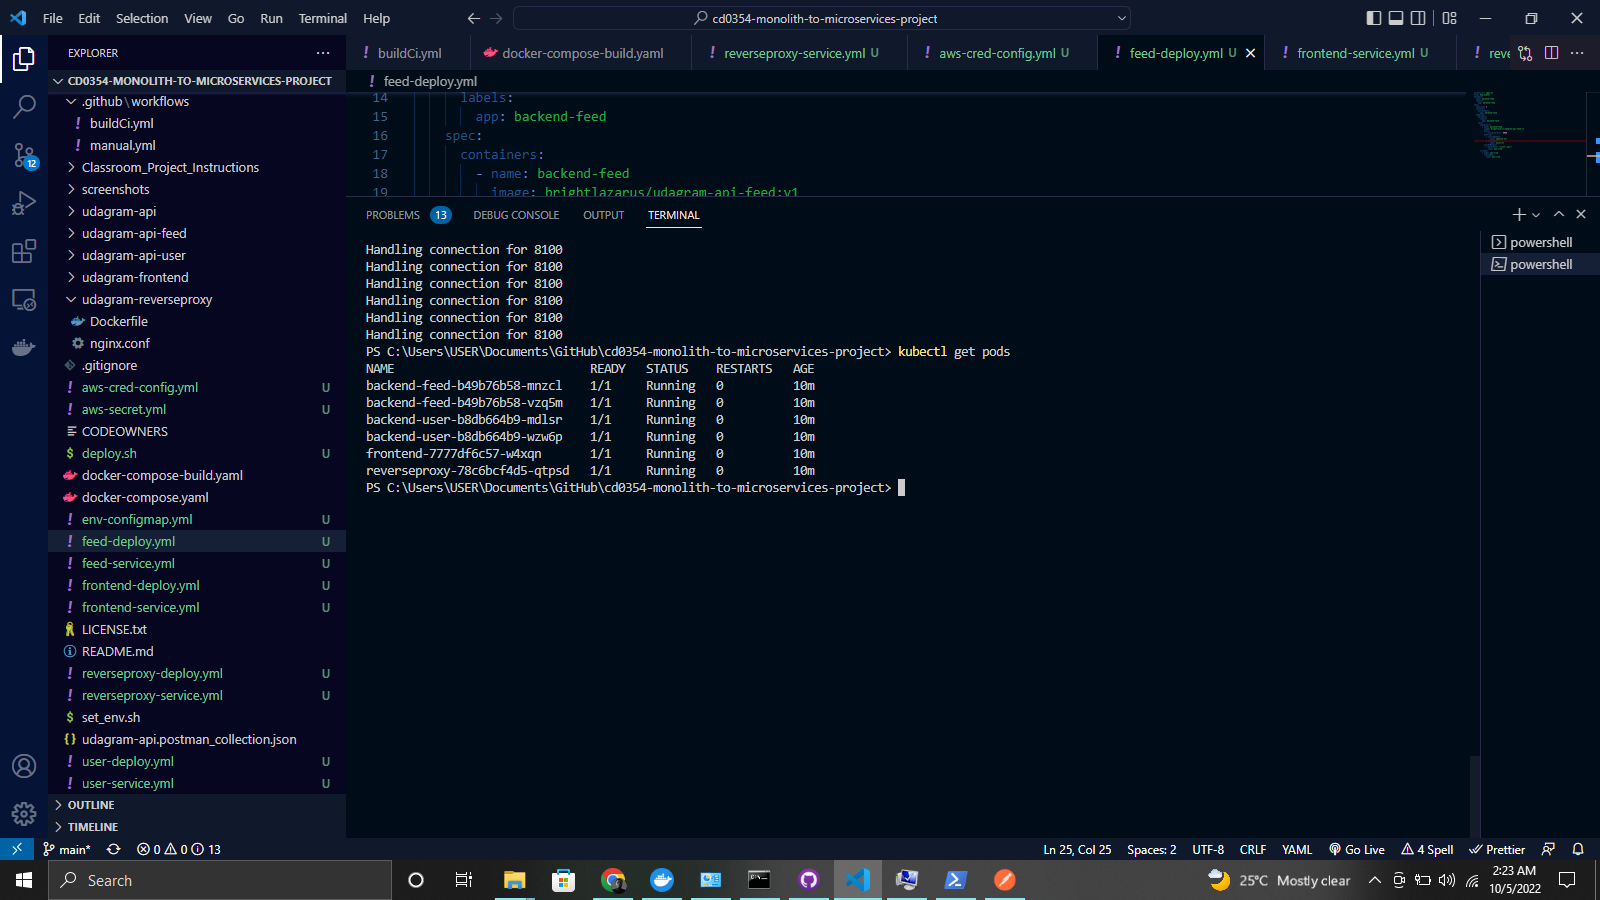 File Edit Selection View Go Run Terminal Help
cd0354-monolith-to-microservices-project
EXPLORER
buildCi.yml
docker-compose-build.yaml
reverseproxy-service.yml U
aws-cred-config.yml U
feed-deploy.yml U
frontend-service.yml U
reve
CD0354-MONOLITH-TO-MICROSERVICES-PROJECT
feed-deploy.yml
.github\workflows
buildCi.yml
manual.yml
Classroom_Project_Instructions
screenshots
udagram-api
udagram-api-feed
udagram-api-user
udagram-frontend
udagram-reverseproxy
Dockerfile
nginx.conf
.gitignore
aws-cred-config.yml U
aws-secret.yml U
CODEOWNERS
deploy.sh U
docker-compose-build.yaml
docker-compose.yaml
env-configmap.yml U
feed-deploy.yml U
feed-service.yml U
frontend-deploy.yml U
frontend-service.yml U
LICENSE.txt
README.md
reverseproxy-deploy.yml U
reverseproxy-service.yml U
set_env.sh
udagram-api.postman_collection.json
user-deploy.yml U
user-service.yml U
OUTLINE
TIMELINE
12
14 labels:
15 app: backend-feed
16 spec:
17 containers:
18 - name: backend-feed
19 image: brightlazarus/udagram-api-feed:v1
PROBLEMS 13 DEBUG CONSOLE OUTPUT TERMINAL
powershell
powershell
Handling connection for 8100
Handling connection for 8100
Handling connection for 8100
Handling connection for 8100
Handling connection for 8100
Handling connection for 8100
PS C:\Users\USER\Documents\GitHub\cd0354-monolith-to-microservices-project> kubectl get pods
NAME READY STATUS RESTARTS AGE
backend-feed-b49b76b58-mnzcl 1/1 Running 0 10m
backend-feed-b49b76b58-vzq5m 1/1 Running 0 10m
backend-user-b8db664b9-mdlsr 1/1 Running 0 10m
backend-user-b8db664b9-wzw6p 1/1 Running 0 10m
frontend-7777df6c57-w4xqn 1/1 Running 0 10m
reverseproxy-78c6bcf4d5-qtpsd 1/1 Running 0 10m
PS C:\Users\USER\Documents\GitHub\cd0354-monolith-to-microservices-project>
main* 0 0 13
Ln 25, Col 25 Spaces: 2 UTF-8 CRLF YAML Go Live 4 Spell Prettier
Search
25°C Mostly clear
2:23 AM
10/5/2022